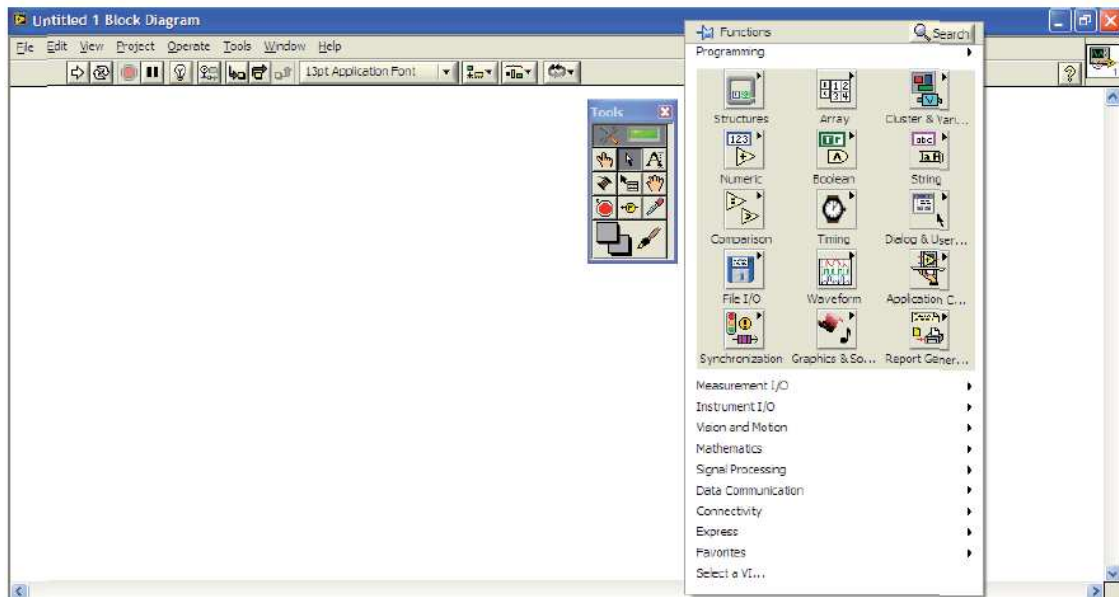 Untitled 1 Block Diagram
File Edit View Project Operate Tools Window Help
13pt Application Font
Functions Search
Programming
Tools
Structures Array Cluster & Vari...
Numeric Boolean String
Comparison Timing Dialog & User...
File I/O Waveform Application C...
Synchronization Graphics & So... Report Gener...
Measurement I/O
Instrument I/O
Vision and Motion
Mathematics
Signal Processing
Data Communication
Connectivity
Express
Favorites
Select a VI...